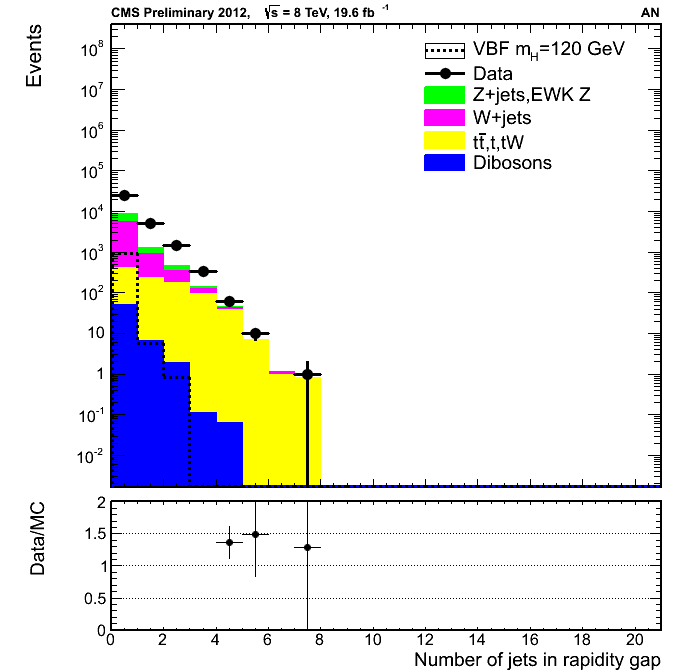 CMS Preliminary 2012, √s = 8 TeV, 19.6 fb⁻¹ AN
Events
10⁸
10⁷
10⁶
10⁵
10⁴
10³
10²
10
1
10⁻¹
10⁻²
VBF m_H=120 GeV
Data
Z+jets,EWK Z
W+jets
tt̅,t,tW
Dibosons
Data/MC
2
1.5
1
0.5
0
0 2 4 6 8 10 12 14 16 18 20
Number of jets in rapidity gap